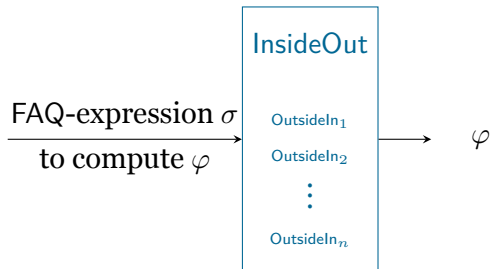 InsideOut
FAQ-expression σ
to compute φ
OutsideIn₁
OutsideIn₂
⋮
OutsideInₙ
φ